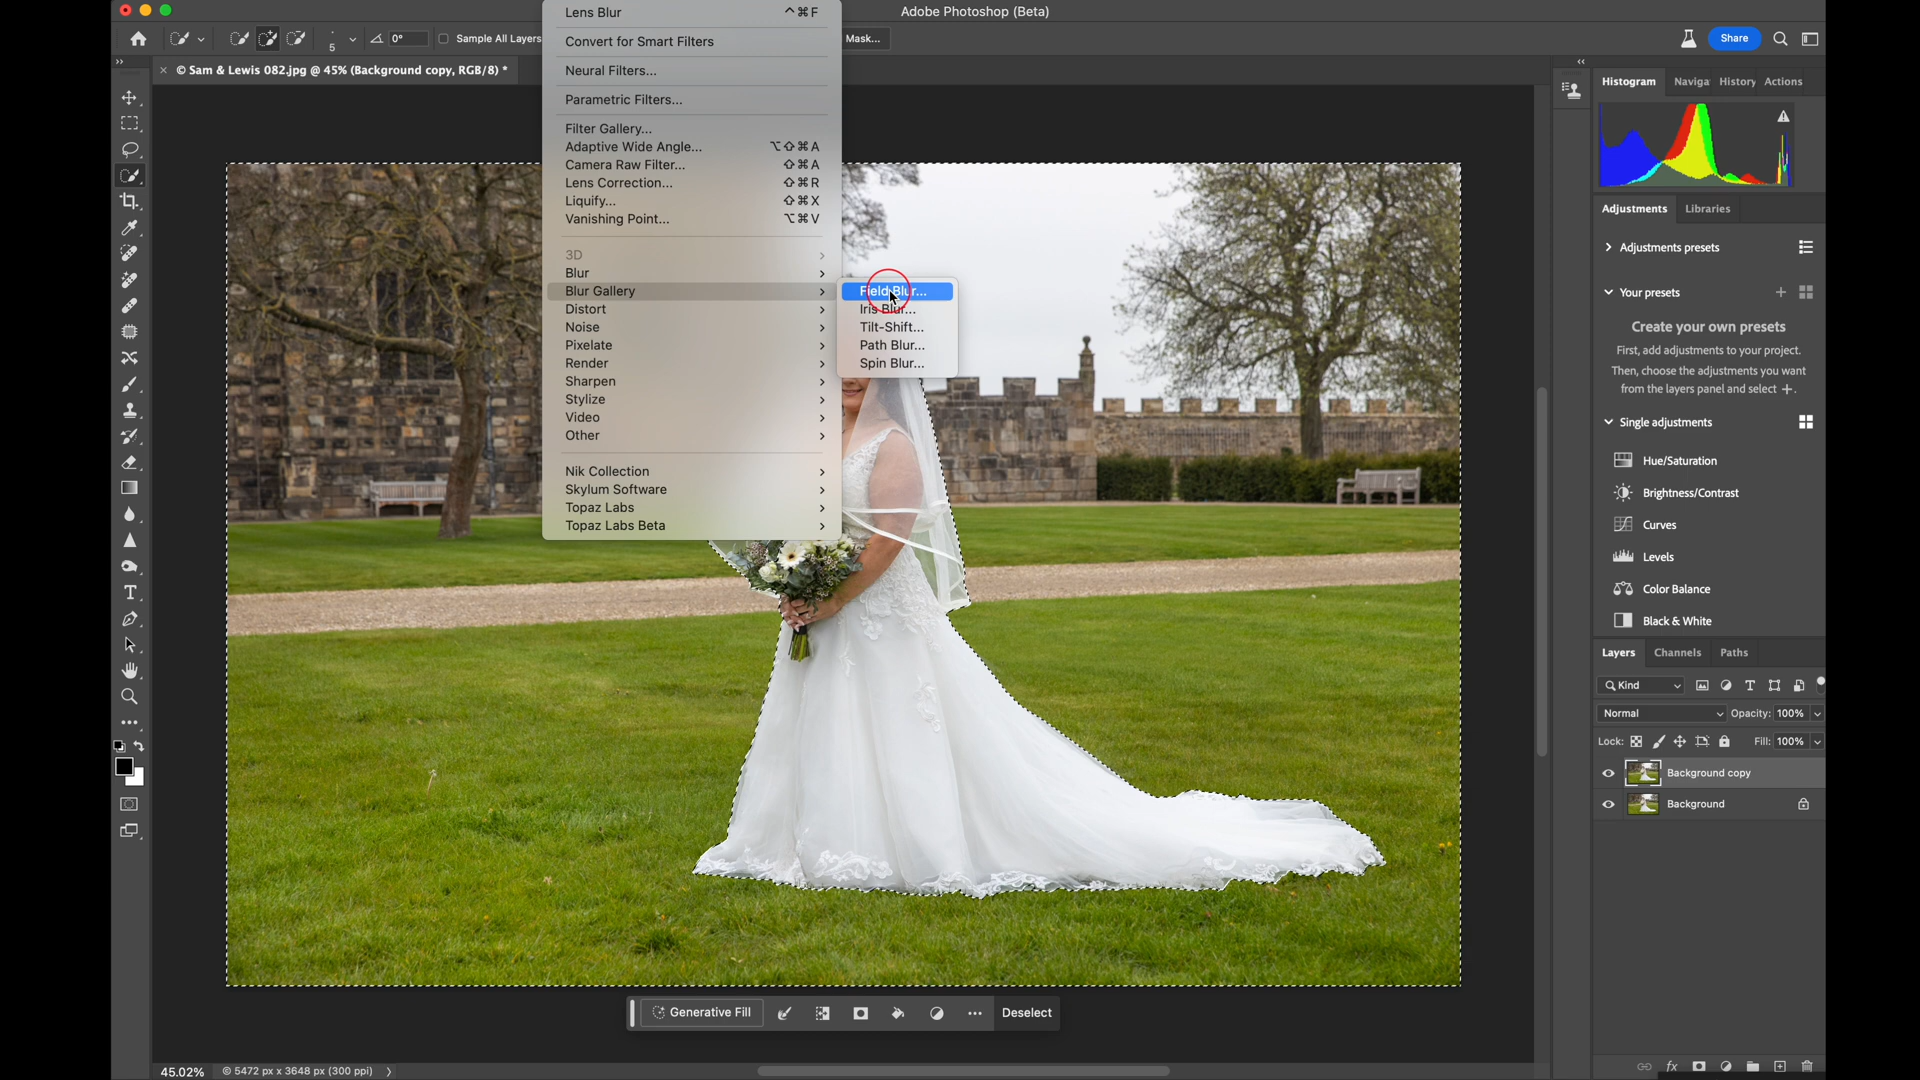 Lens Blur ^⌘F
Convert for Smart Filters
Neural Filters...
Parametric Filters...
Filter Gallery...
Adaptive Wide Angle... ⌥⇧⌘A
Camera Raw Filter... ⇧⌘A
Lens Correction... ⇧⌘R
Liquify... ⇧⌘X
Vanishing Point... ⌥⌘V
3D
Blur
Blur Gallery
Distort
Noise
Pixelate
Render
Sharpen
Stylize
Video
Other
Nik Collection
Skylum Software
Topaz Labs
Topaz Labs Beta
Field Blur...
Iris Blur...
Tilt-Shift...
Path Blur...
Spin Blur...
Adobe Photoshop (Beta)
5 0° Sample All Layers Mask... Share
© Sam & Lewis 082.jpg @ 45% (Background copy, RGB/8) *
Histogram Naviga History Actions
Adjustments Libraries
Adjustments presets
Your presets
Create your own presets
First, add adjustments to your project.
Then, choose the adjustments you want
from the layers panel and select +.
Single adjustments
Hue/Saturation
Brightness/Contrast
Curves
Levels
Color Balance
Black & White
Layers Channels Paths
Kind
Normal Opacity: 100%
Lock: Fill: 100%
Background copy
Background
Generative Fill Deselect
45.02% © 5472 px x 3648 px (300 ppi)